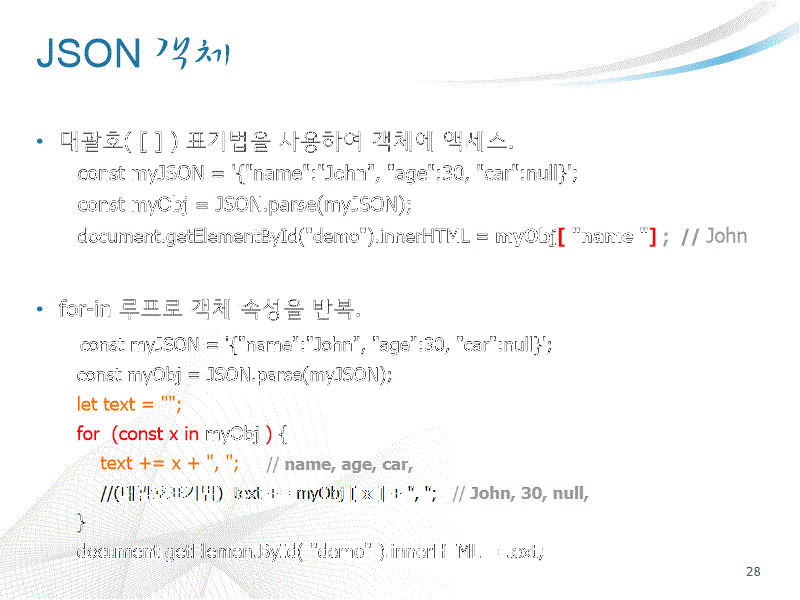 JSON 객체
• 대괄호( [ ] ) 표기법을 사용하여 객체에 액세스.
const myJSON = '{"name":"John", "age":30, "car":null}';
const myObj = JSON.parse(myJSON);
document.getElementById("demo").innerHTML = myObj[ "name "] ; // John
• for-in 루프로 객체 속성을 반복.
const myJSON = '{"name":"John", "age":30, "car":null}';
const myObj = JSON.parse(myJSON);
let text = "";
for (const x in myObj ) {
text += x + ", "; // name, age, car,
//(대괄호표기법) text += myObj [ x ] + ", "; // John, 30, null,
}
document.getElementById( "demo" ).innerHTML = text;
28